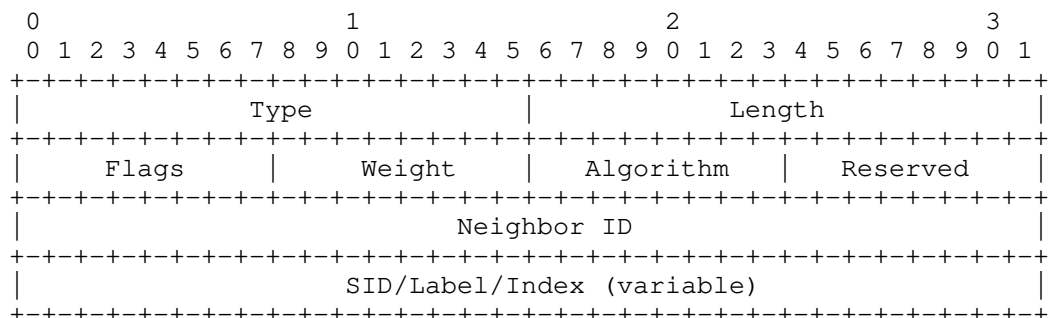 0                   1                   2                   3
 0 1 2 3 4 5 6 7 8 9 0 1 2 3 4 5 6 7 8 9 0 1 2 3 4 5 6 7 8 9 0 1
+-+-+-+-+-+-+-+-+-+-+-+-+-+-+-+-+-+-+-+-+-+-+-+-+-+-+-+-+-+-+-+-+
|              Type             |            Length             |
+-+-+-+-+-+-+-+-+-+-+-+-+-+-+-+-+-+-+-+-+-+-+-+-+-+-+-+-+-+-+-+-+
|     Flags     |     Weight    |   Algorithm   |   Reserved    |
+-+-+-+-+-+-+-+-+-+-+-+-+-+-+-+-+-+-+-+-+-+-+-+-+-+-+-+-+-+-+-+-+
|                          Neighbor ID                          |
+-+-+-+-+-+-+-+-+-+-+-+-+-+-+-+-+-+-+-+-+-+-+-+-+-+-+-+-+-+-+-+-+
|                    SID/Label/Index (variable)                 |
+-+-+-+-+-+-+-+-+-+-+-+-+-+-+-+-+-+-+-+-+-+-+-+-+-+-+-+-+-+-+-+-+